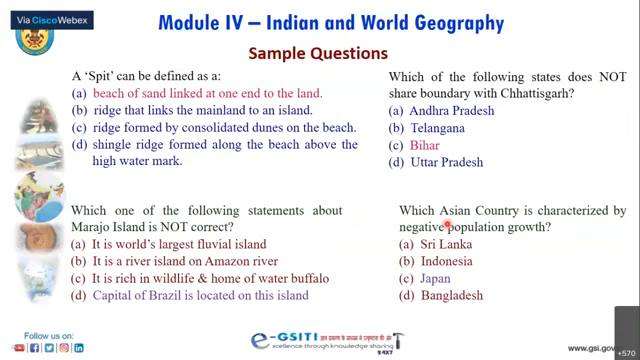 Via Cisco Webex
Module IV – Indian and World Geography
Sample Questions
A 'Spit' can be defined as a:
(a) beach of sand linked at one end to the land.
(b) ridge that links the mainland to an island.
(c) ridge formed by consolidated dunes on the beach.
(d) shingle ridge formed along the beach above the
high water mark.
Which of the following states does NOT
share boundary with Chhattisgarh?
(a) Andhra Pradesh
(b) Telangana
(c) Bihar
(d) Uttar Pradesh
Which one of the following statements about
Marajo Island is NOT correct?
(a) It is world's largest fluvial island
(b) It is a river island on Amazon river
(c) It is rich in wildlife & home of water buffalo
(d) Capital of Brazil is located on this island
Which Asian Country is characterized by
negative population growth?
(a) Sri Lanka
(b) Indonesia
(c) Japan
(d) Bangladesh
Follow us on:
e-GSITI
excellence through knowledge sharing
24X7
www.gsi.gov
+570